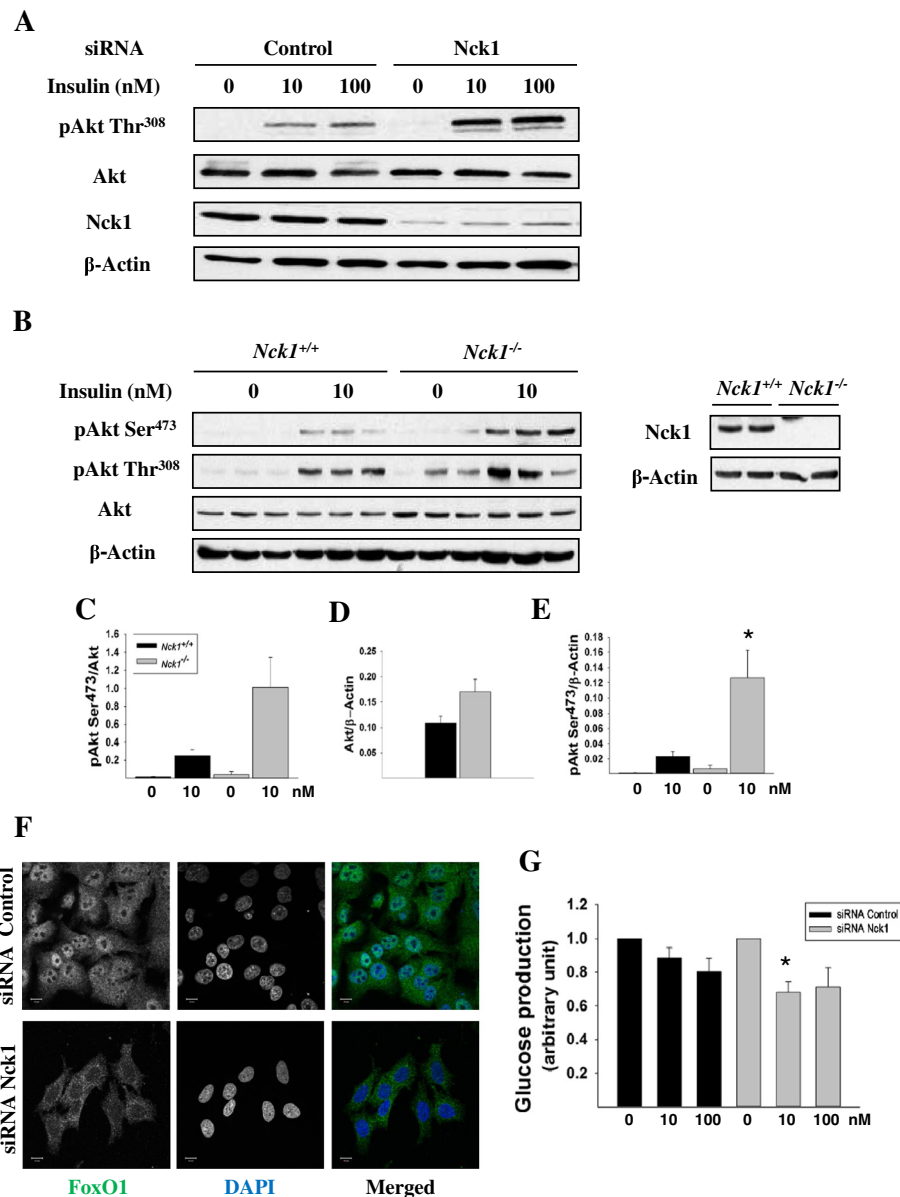 A
siRNA Control Nck1
Insulin (nM) 0 10 100 0 10 100
pAkt Thr308
Akt
Nck1
β-Actin
B
Nck1+/+ Nck1-/-
Insulin (nM) 0 10 0 10
pAkt Ser473
pAkt Thr308
Akt
β-Actin
Nck1+/+ Nck1-/-
Nck1
β-Actin
C
pAkt Ser473/Akt
1.6
1.4
1.2
1.0
0.8
0.6
0.4
0.2
Nck1+/+
Nck1-/-
0 10 0 10 nM
D
Akt/β-Actin
0.25
0.20
0.15
0.10
0.05
E
pAkt Ser473/β-Actin
0.18
0.16
0.14
0.12
0.10
0.08
0.06
0.04
0.02
*
0 10 0 10 nM
F
siRNA Control
siRNA Nck1
FoxO1 DAPI Merged
G
Glucose production
(arbitrary unit)
1.2
1.0
0.8
0.6
0.4
0.2
siRNA Control
siRNA Nck1
*
0 10 100 0 10 100 nM